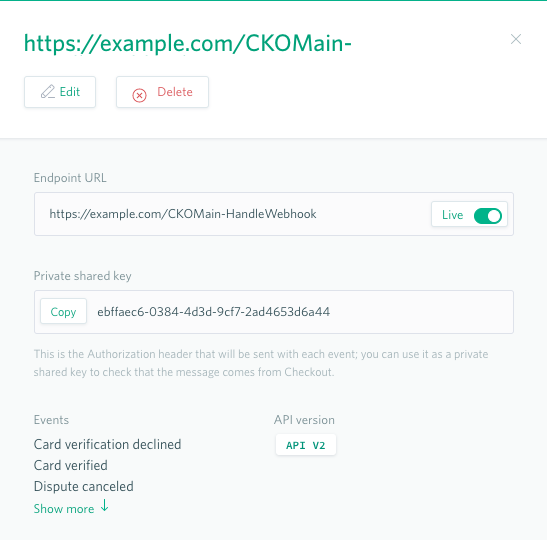 https://example.com/CKOMain-
Edit
Delete
Endpoint URL
https://example.com/CKOMain-HandleWebhook
Live
Private shared key
Copy
ebffaec6-0384-4d3d-9cf7-2ad4653d6a44
This is the Authorization header that will be sent with each event; you can use it as a private
shared key to check that the message comes from Checkout.
Events
API version
Card verification declined
API V2
Card verified
Dispute canceled
Show more